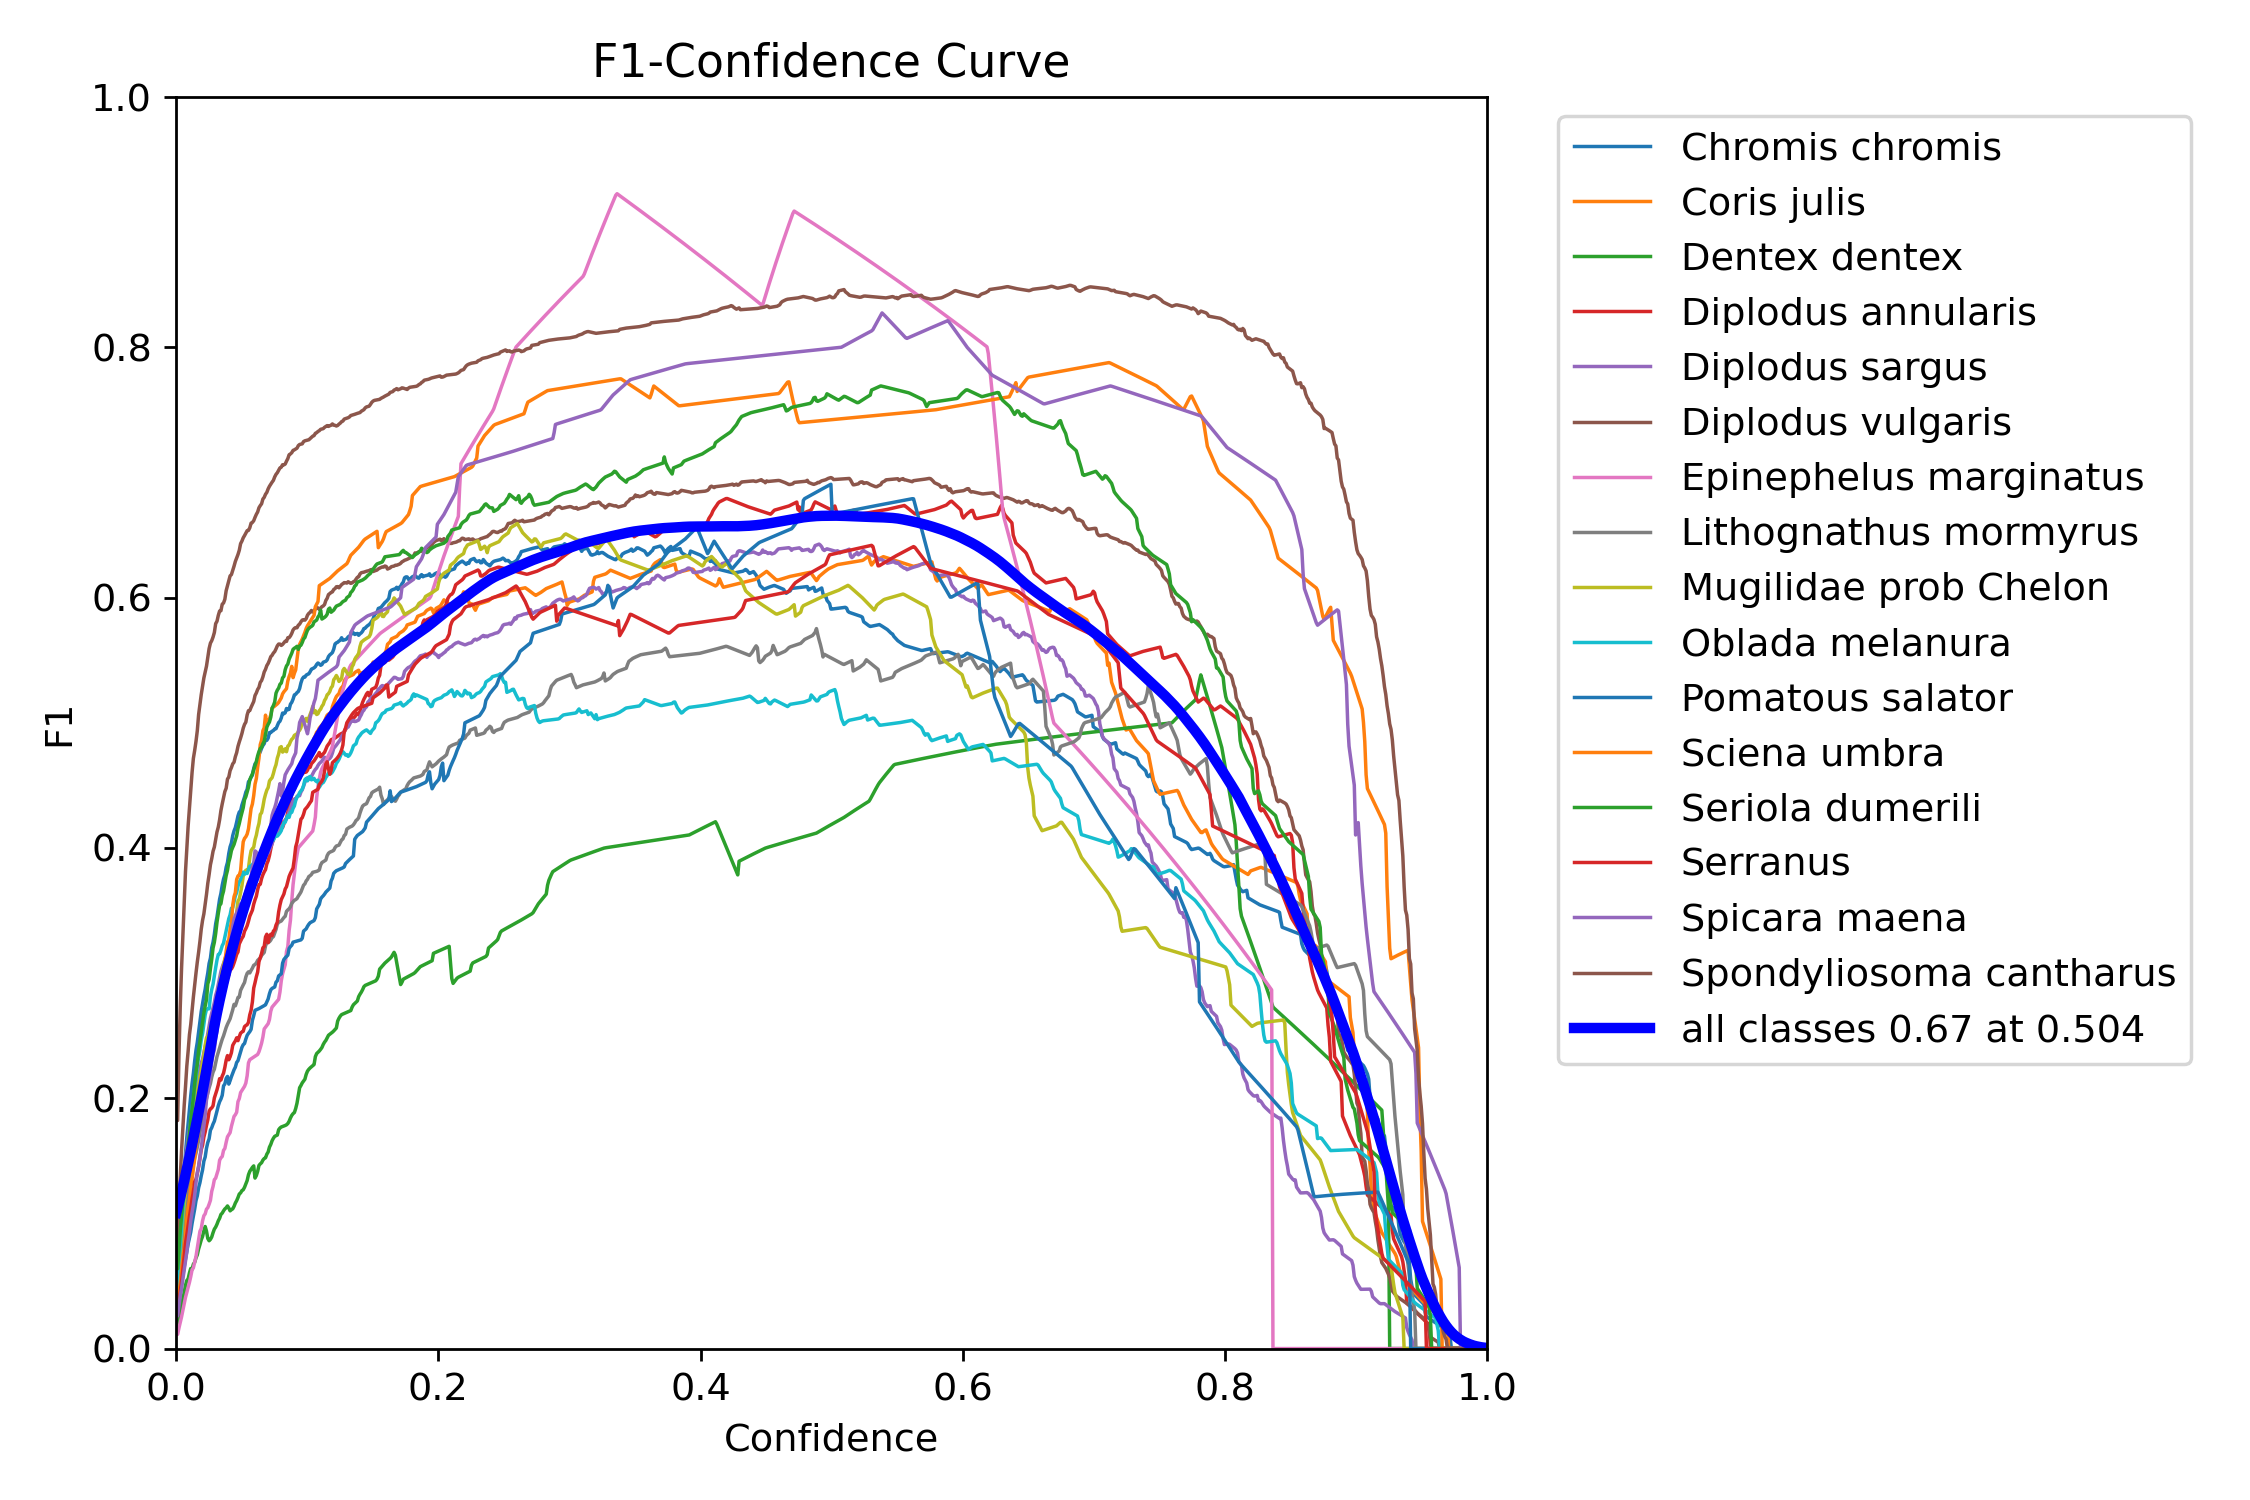 F1-Confidence Curve
1.0
0.8
0.6
0.4
0.2
0.0
F1
0.0 0.2 0.4 0.6 0.8 1.0
Confidence
Chromis chromis
Coris julis
Dentex dentex
Diplodus annularis
Diplodus sargus
Diplodus vulgaris
Epinephelus marginatus
Lithognathus mormyrus
Mugilidae prob Chelon
Oblada melanura
Pomatous salator
Sciena umbra
Seriola dumerili
Serranus
Spicara maena
Spondyliosoma cantharus
all classes 0.67 at 0.504